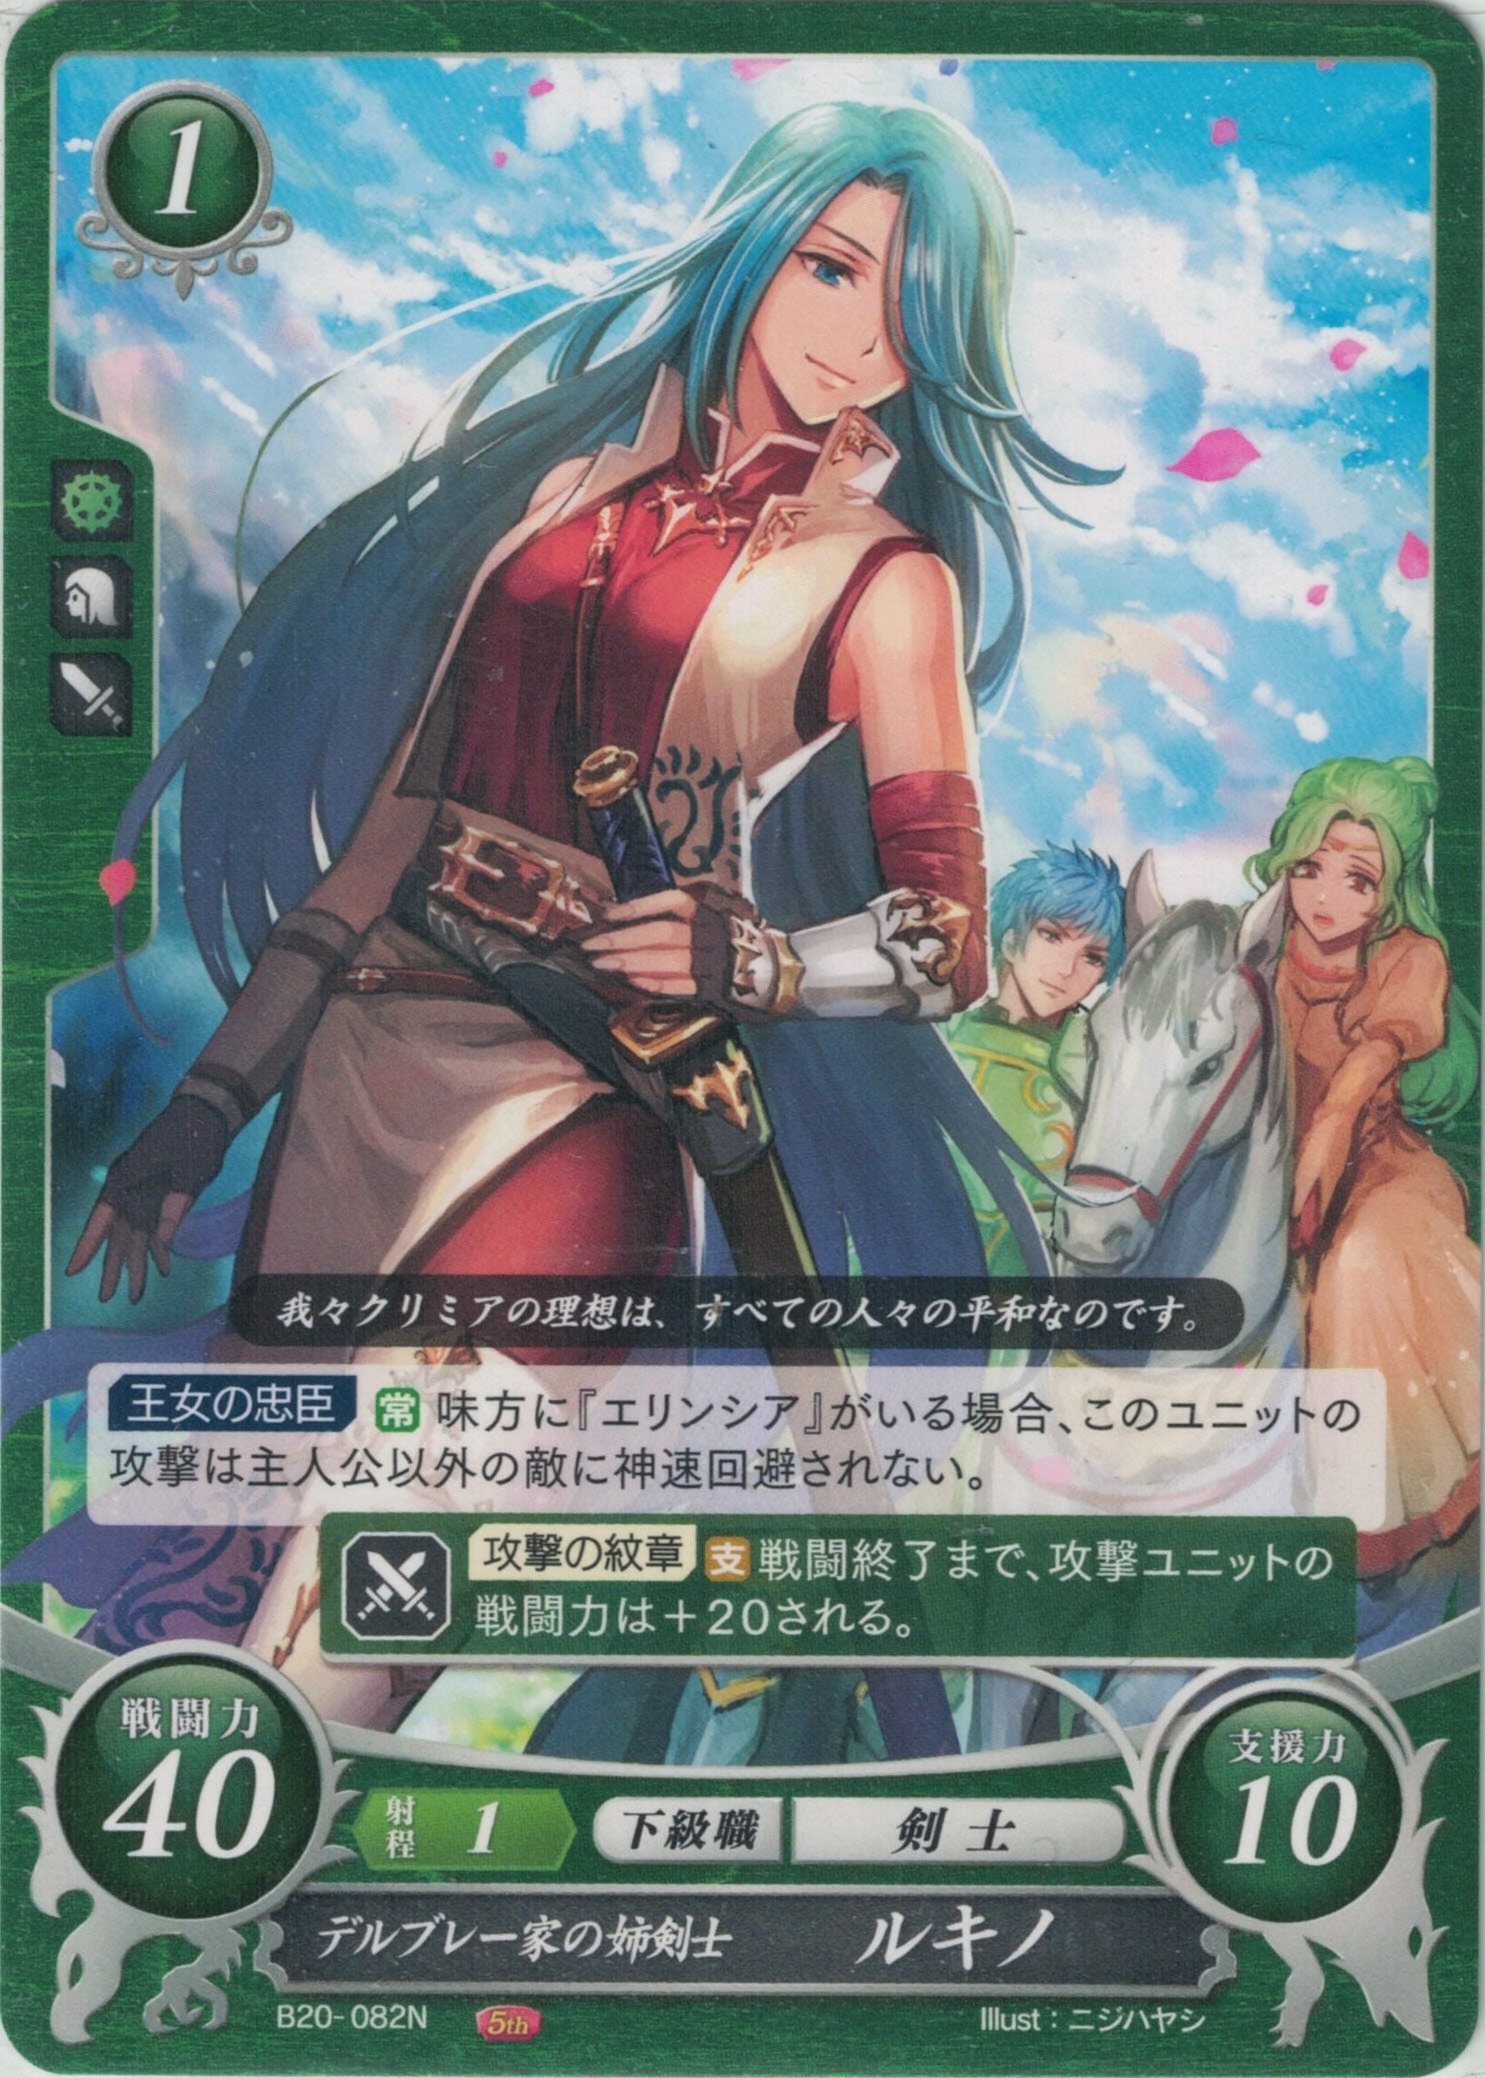 1
我々クリミアの理想は、すべての人々の平和なのです。
王女の忠臣 常 味方に『エリンシア』がいる場合、このユニットの
攻撃は主人公以外の敵に神速回避されない。
攻撃の紋章 支 戦闘終了まで、攻撃ユニットの
戦闘力は＋20される。
戦闘力
40
射程 1
下級職
剣士
支援力
10
デルブレー家の姉剣士 ルキノ
B20-082N
5th
Illust：ニジハヤシ